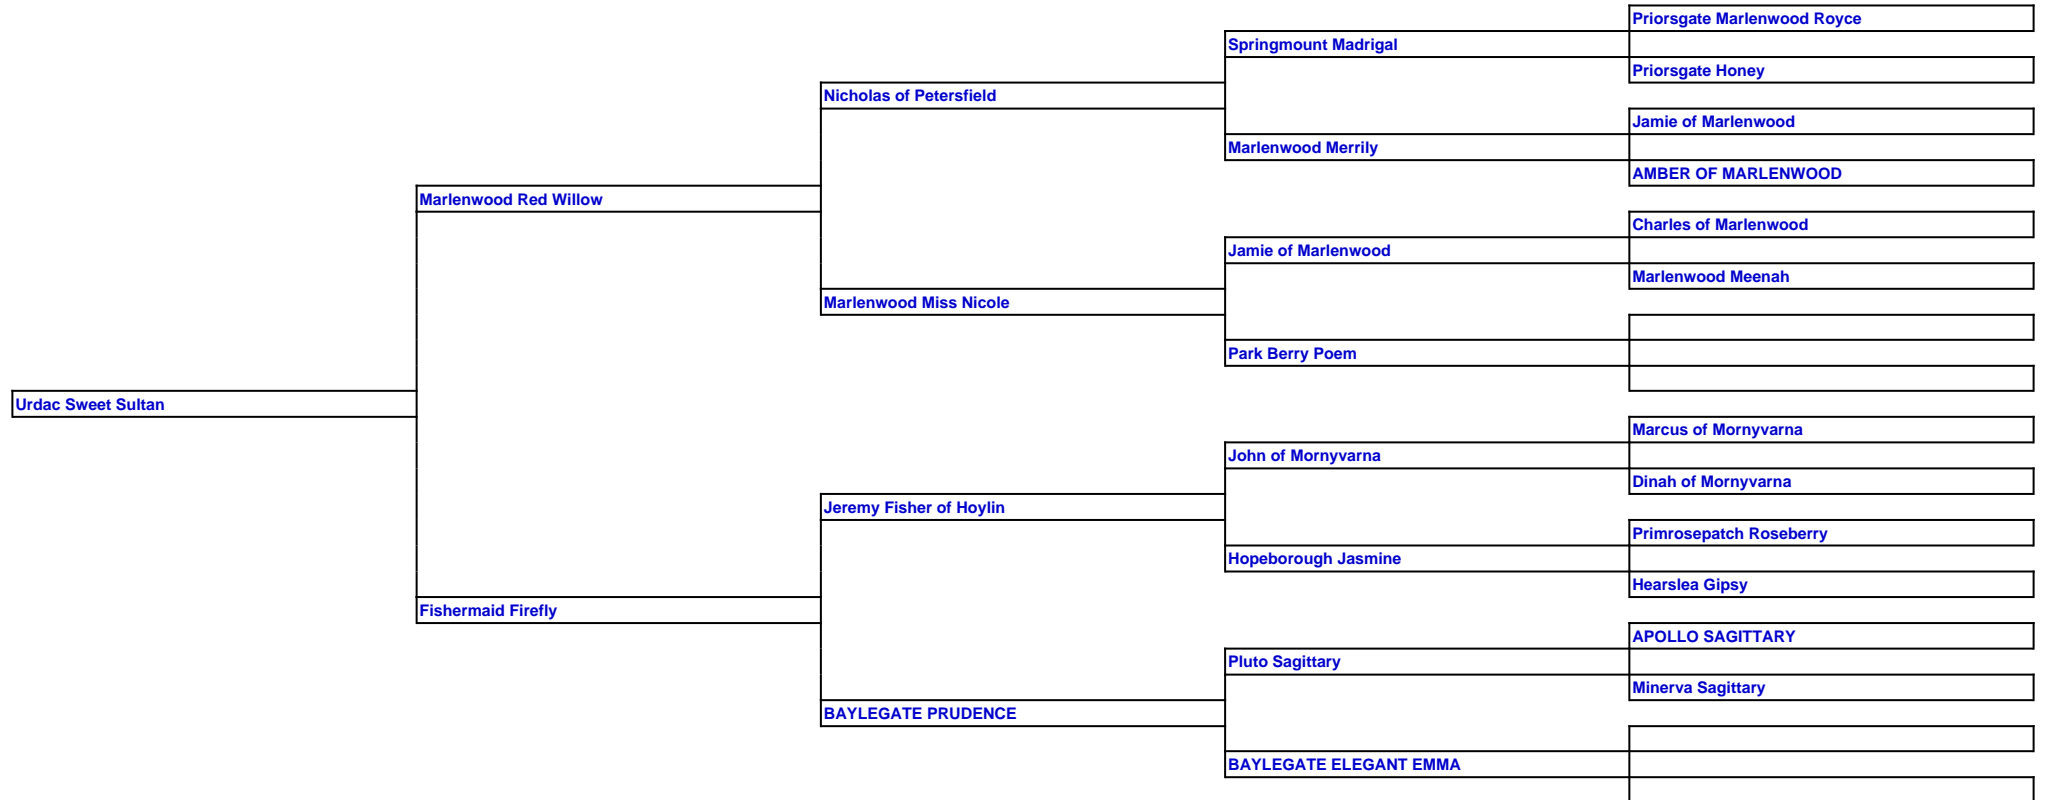 Priorsgate Marlenwood Royce
Springmount Madrigal
Priorsgate Honey
Nicholas of Petersfield
Jamie of Marlenwood
Marlenwood Merrily
AMBER OF MARLENWOOD
Marlenwood Red Willow
Charles of Marlenwood
Jamie of Marlenwood
Marlenwood Meenah
Marlenwood Miss Nicole
Park Berry Poem
Urdac Sweet Sultan
Marcus of Mornyvarna
John of Mornyvarna
Dinah of Mornyvarna
Jeremy Fisher of Hoylin
Primrosepatch Roseberry
Hopeborough Jasmine
Hearslea Gipsy
Fishermaid Firefly
APOLLO SAGITTARY
Pluto Sagittary
Minerva Sagittary
BAYLEGATE PRUDENCE
BAYLEGATE ELEGANT EMMA